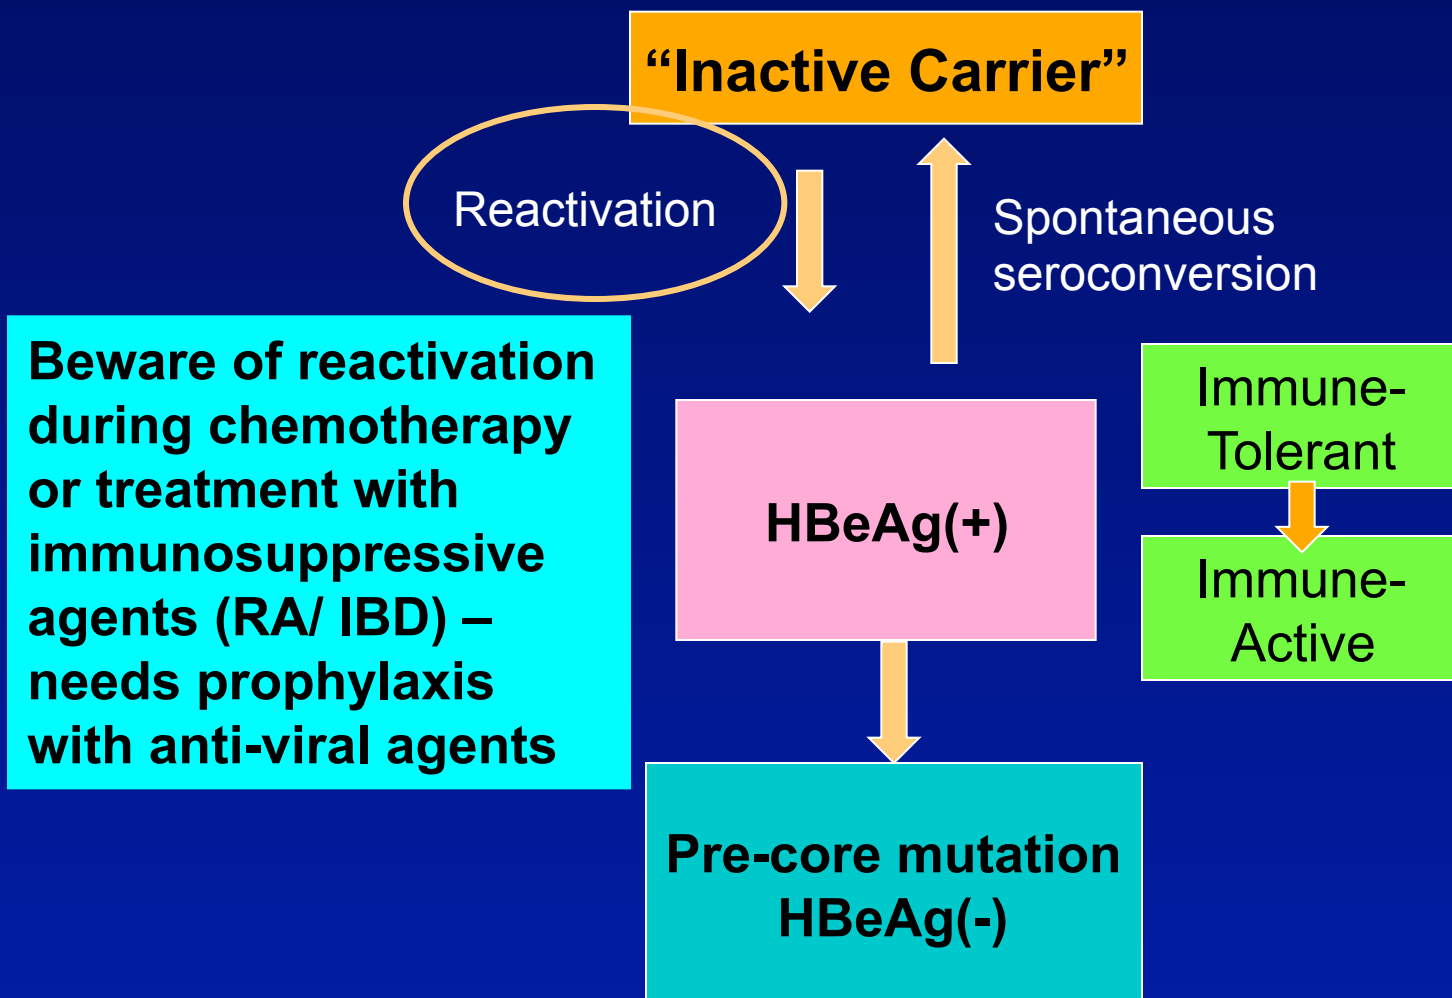 “Inactive Carrier”
Reactivation
Spontaneous
seroconversion
Beware of reactivation
during chemotherapy
or treatment with
immunosuppressive
agents (RA/ IBD) –
needs prophylaxis
with anti-viral agents
HBeAg(+)
Immune-
Tolerant
Immune-
Active
Pre-core mutation
HBeAg(-)